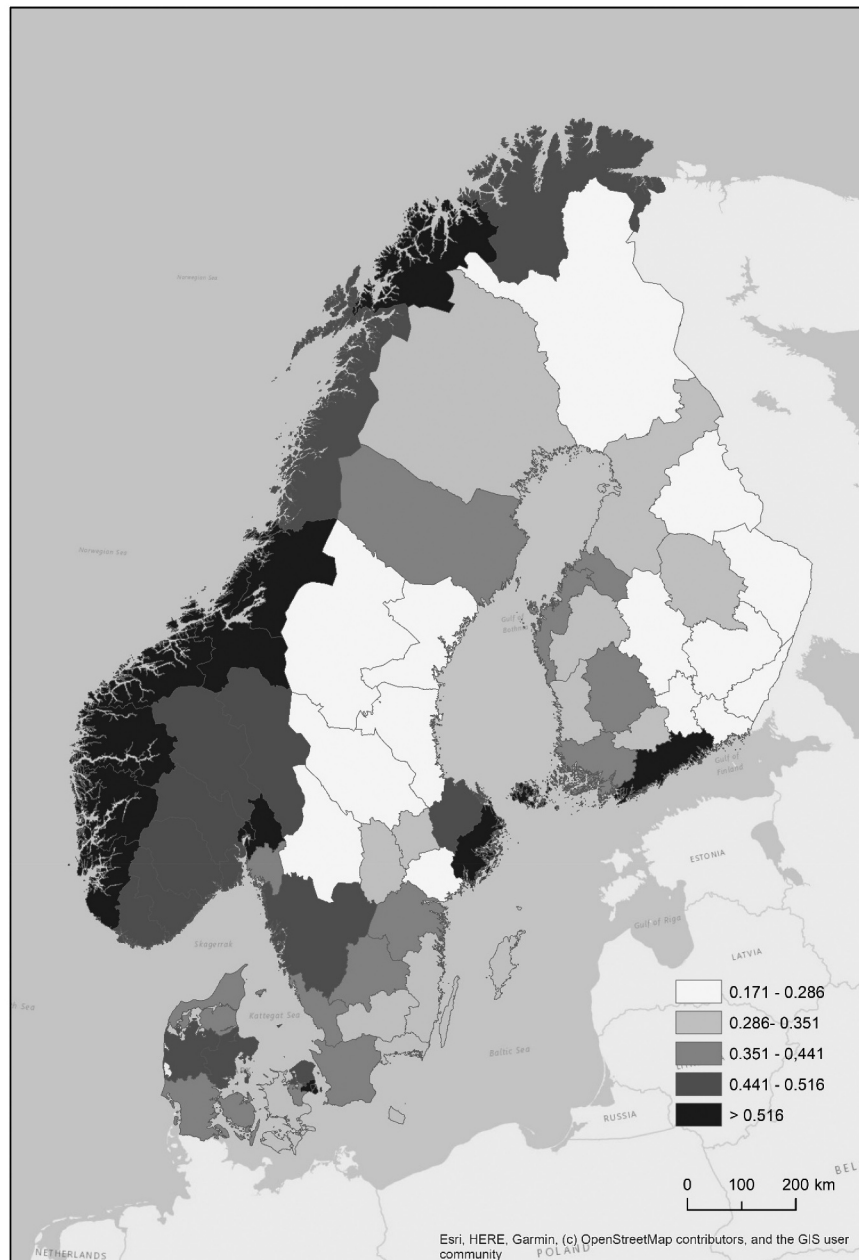 Norwegian Sea
Norwegian Sea
Gulf of
Bothnia
Gulf of
Finland
ESTONIA
Gulf of Riga
Skagerrak
LATVIA
th Sea
Kattegat Sea
Baltic Sea
RUSSIA
BEL
NETHERLANDS
POLAND
0.171 - 0.286
0.286- 0.351
0.351 - 0,441
0.441 - 0.516
> 0.516
0 100 200 km
Esri, HERE, Garmin, (c) OpenStreetMap contributors, and the GIS user
community